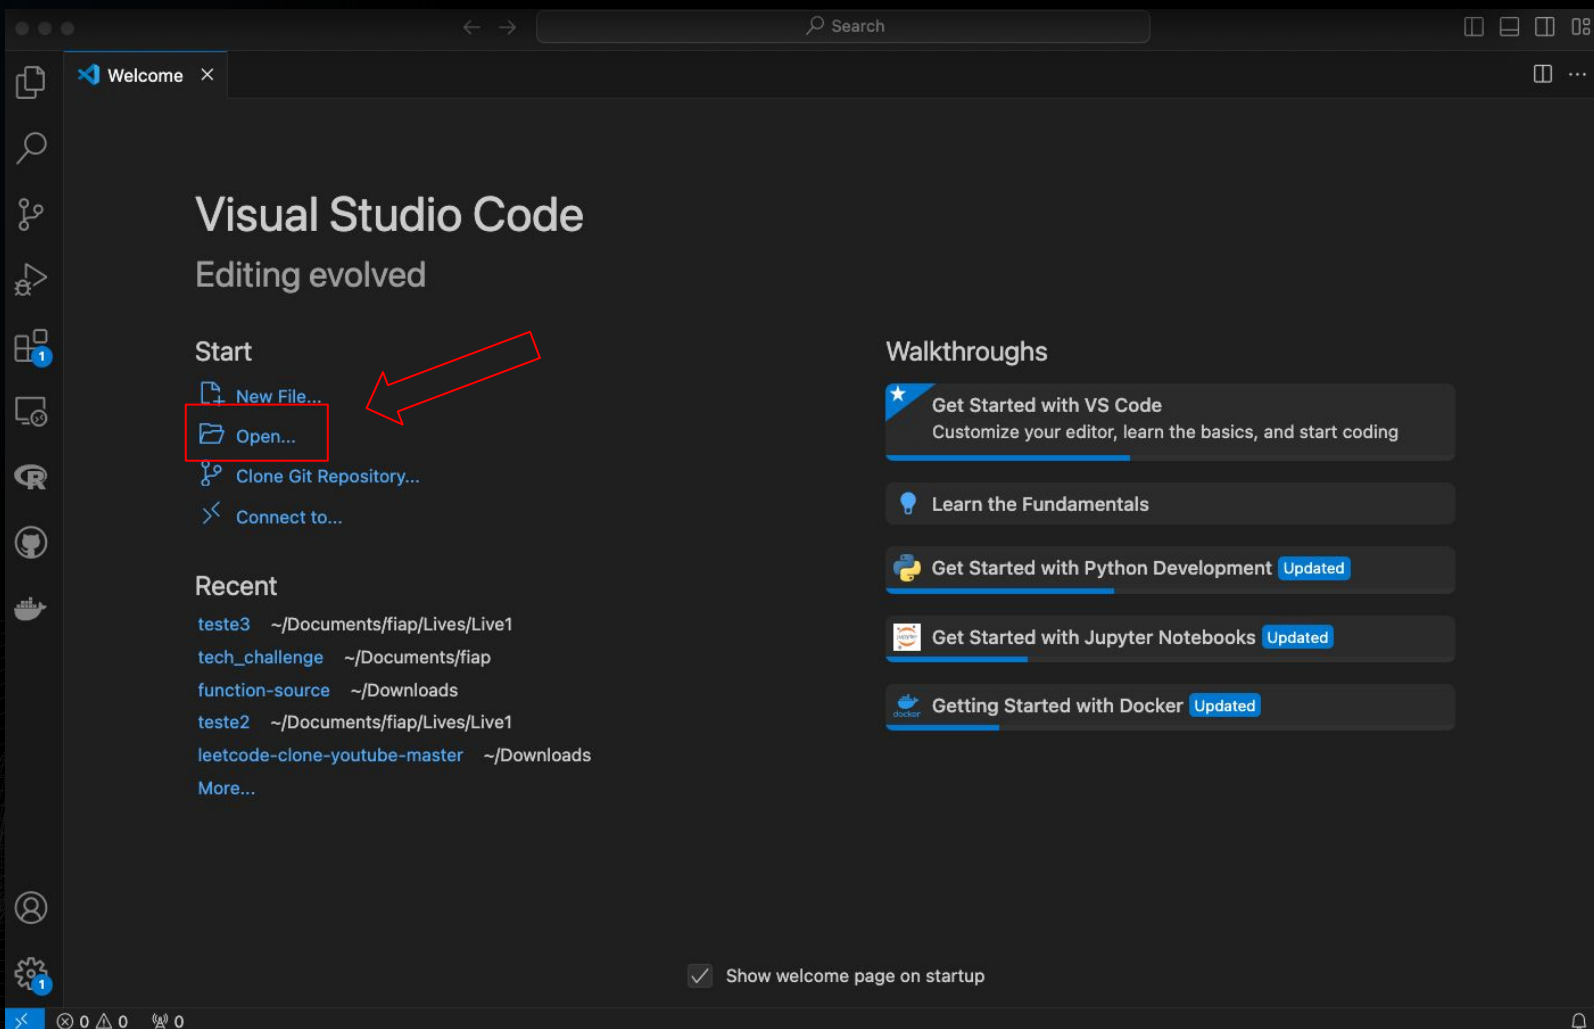 Search
Welcome
Visual Studio Code
Editing evolved
Start
New File...
Open...
Clone Git Repository...
Connect to...
Recent
teste3 ~/Documents/fiap/Lives/Live1
tech_challenge ~/Documents/fiap
function-source ~/Downloads
teste2 ~/Documents/fiap/Lives/Live1
leetcode-clone-youtube-master ~/Downloads
More...
Walkthroughs
Get Started with VS Code
Customize your editor, learn the basics, and start coding
Learn the Fundamentals
Get Started with Python Development Updated
Jupyter
Get Started with Jupyter Notebooks Updated
docker
Getting Started with Docker Updated
1
R
1
Show welcome page on startup
0 0 0